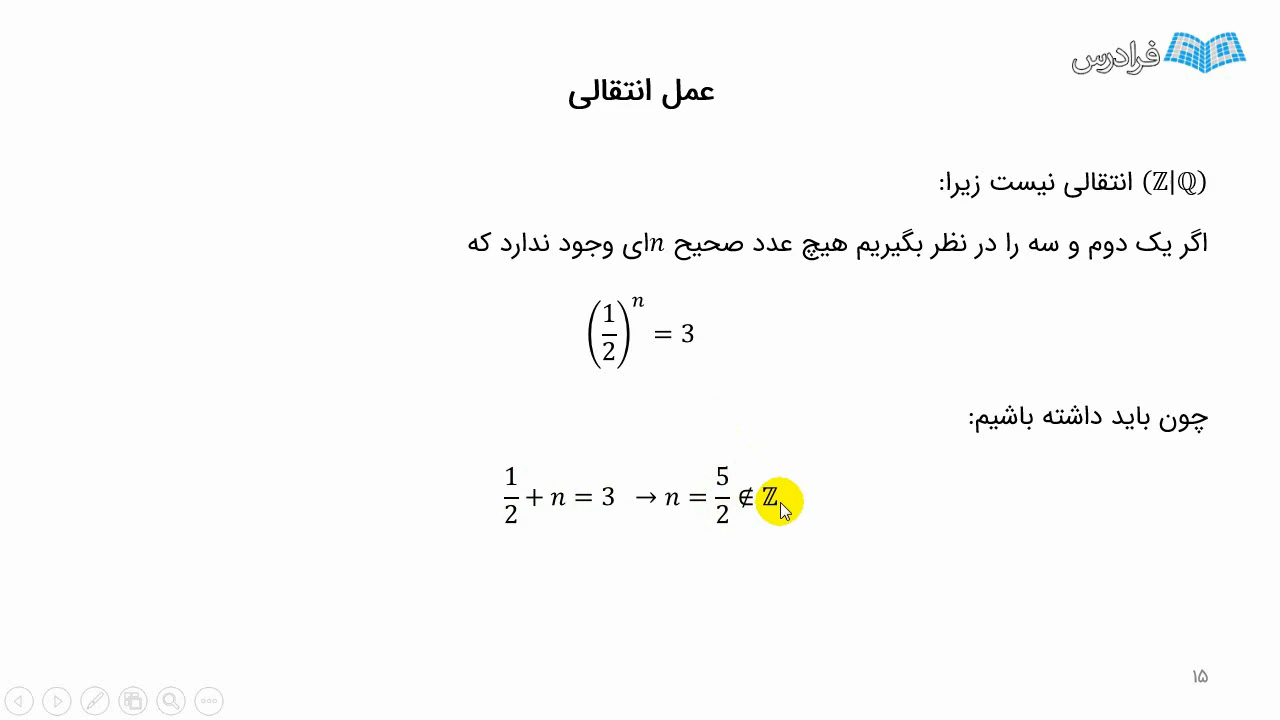 فرادرس
عمل انتقالی
(ℤ|ℚ) انتقالی نیست زیرا:
اگر یک دوم و سه را در نظر بگیریم هیچ عدد صحیح nای وجود ندارد که
(1/2)^n = 3
چون باید داشته باشیم:
1/2 + n = 3 → n = 5/2 ∉ ℤ
۱۵